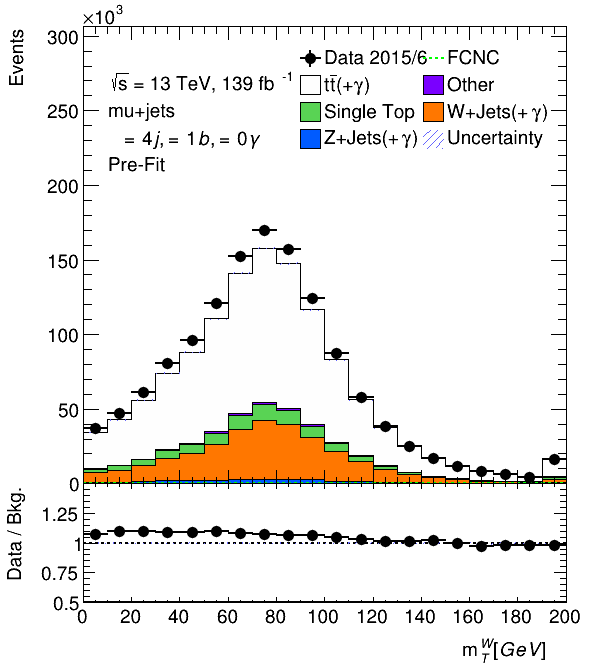 ×10³
Events
300
250
200
150
100
50
0
√s = 13 TeV, 139 fb⁻¹
mu+jets
= 4j, = 1b, = 0γ
Pre-Fit
Data 2015/6
FCNC
tt̄(+γ)
Other
Single Top
W+Jets(+γ)
Z+Jets(+γ)
Uncertainty
Data / Bkg.
1.25
1
0.75
0.5
0 20 40 60 80 100 120 140 160 180 200
m_T^W [GeV]